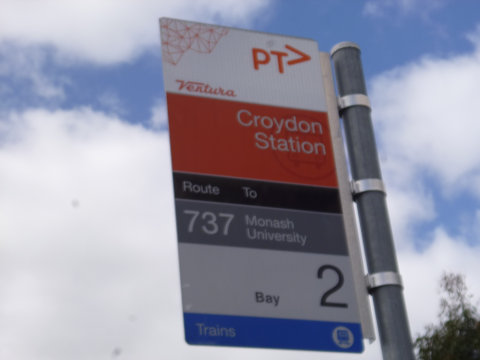 PT>
Ventura
Croydon
Station
Route To
737 Monash
University
Bay 2
Trains